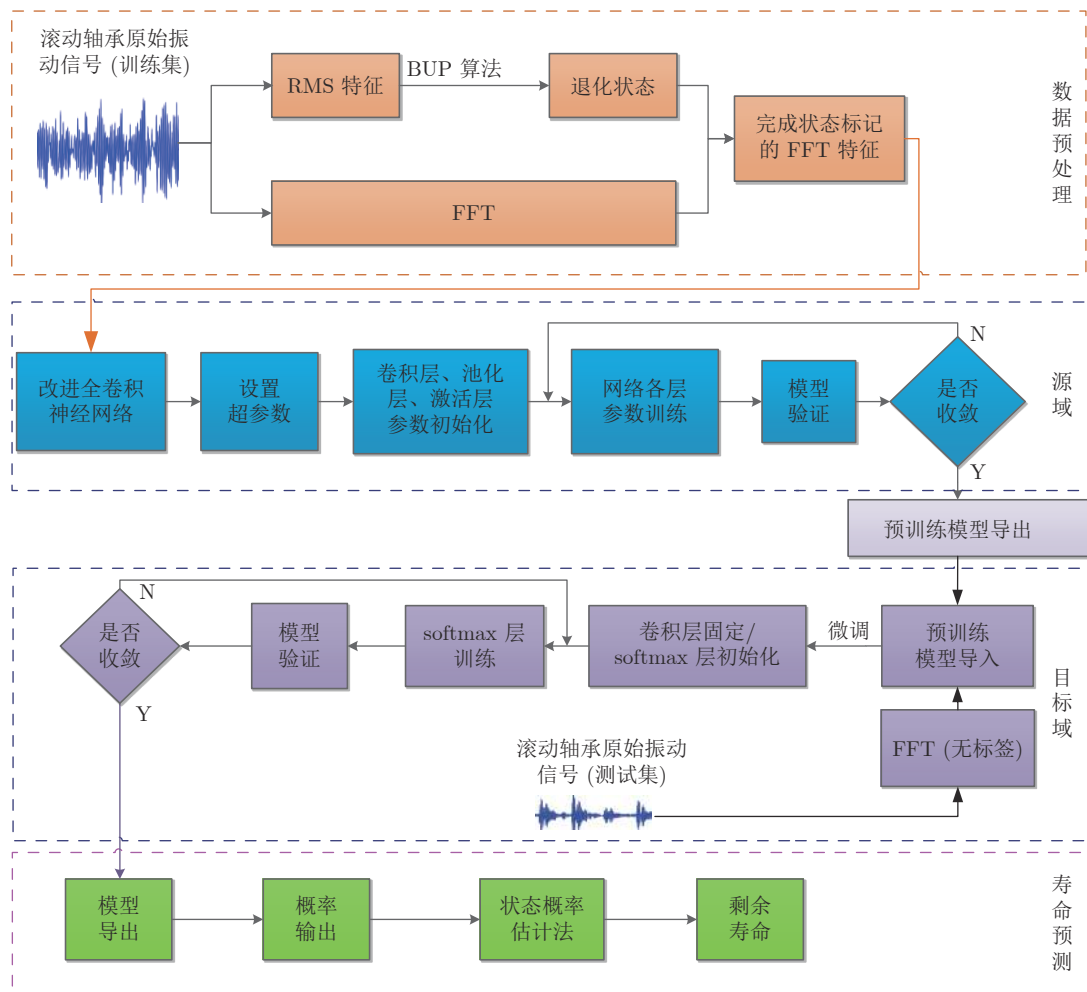 滚动轴承原始振
动信号 (训练集)
RMS 特征
BUP 算法
退化状态
完成状态标记
的 FFT 特征
FFT
数据预处理
改进全卷积
神经网络
设置
超参数
卷积层、池化
层、激活层
参数初始化
网络各层
参数训练
模型
验证
是否
收敛
N
Y
源域
预训练模型导出
是否
收敛
N
Y
模型
验证
softmax 层
训练
卷积层固定/
softmax 层初始化
微调
预训练
模型导入
FFT (无标签)
滚动轴承原始振动
信号 (测试集)
目标域
模型
导出
概率
输出
状态概率
估计法
剩余
寿命
寿命预测